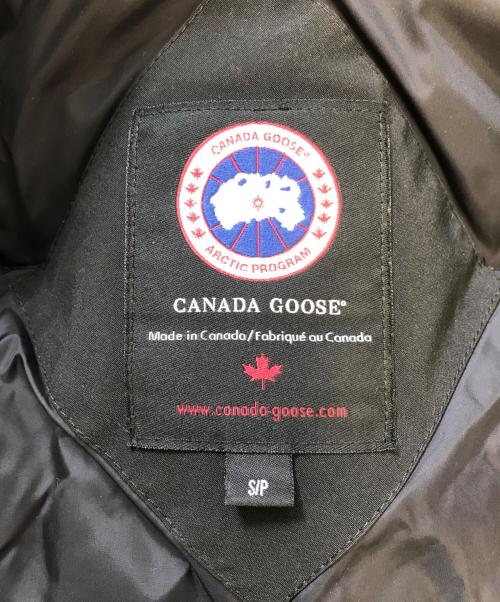 CANADA GOOSE®
ARCTIC PROGRAM
CANADA GOOSE®
Made in Canada/Fabriqué au Canada
www.canada-goose.com
S/P